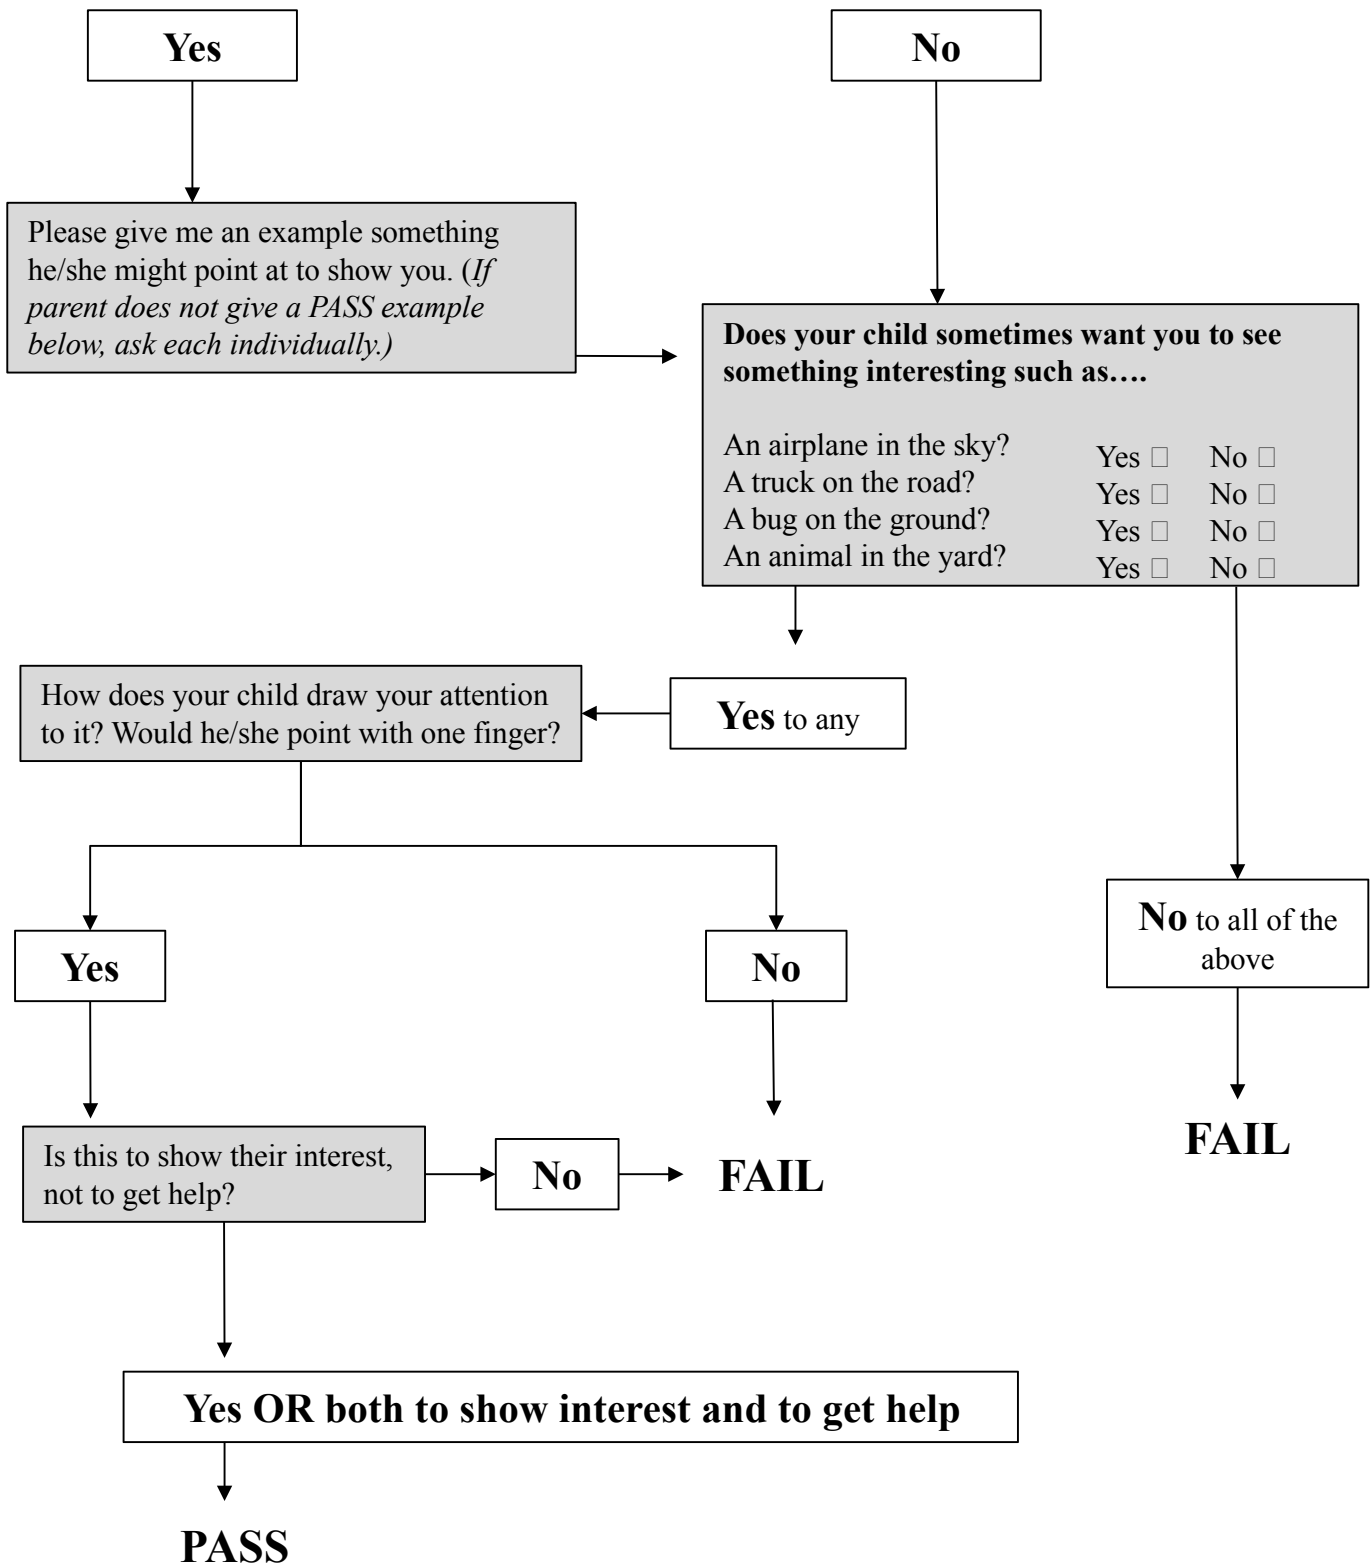 Yes
No
Please give me an example something
he/she might point at to show you. (If
parent does not give a PASS example
below, ask each individually.)
Does your child sometimes want you to see
something interesting such as….
An airplane in the sky? Yes □ No □
A truck on the road? Yes □ No □
A bug on the ground? Yes □ No □
An animal in the yard? Yes □ No □
How does your child draw your attention
to it? Would he/she point with one finger?
Yes to any
Yes
No
No to all of the
above
Is this to show their interest,
not to get help?
No
FAIL
FAIL
Yes OR both to show interest and to get help
PASS